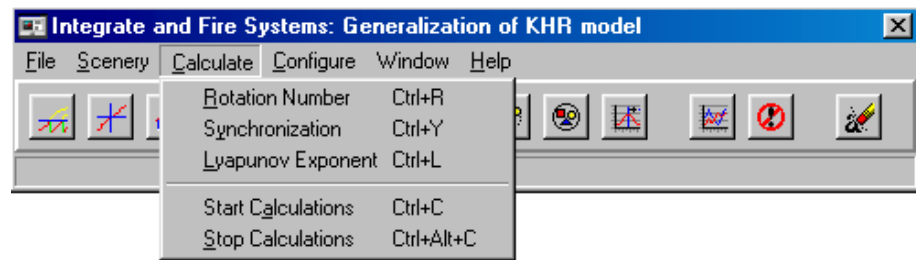 Integrate and Fire Systems: Generalization of KHR model
File Scenery Calculate Configure Window Help
Rotation Number Ctrl+R
Synchronization Ctrl+Y
Lyapunov Exponent Ctrl+L
Start Calculations Ctrl+C
Stop Calculations Ctrl+Alt+C